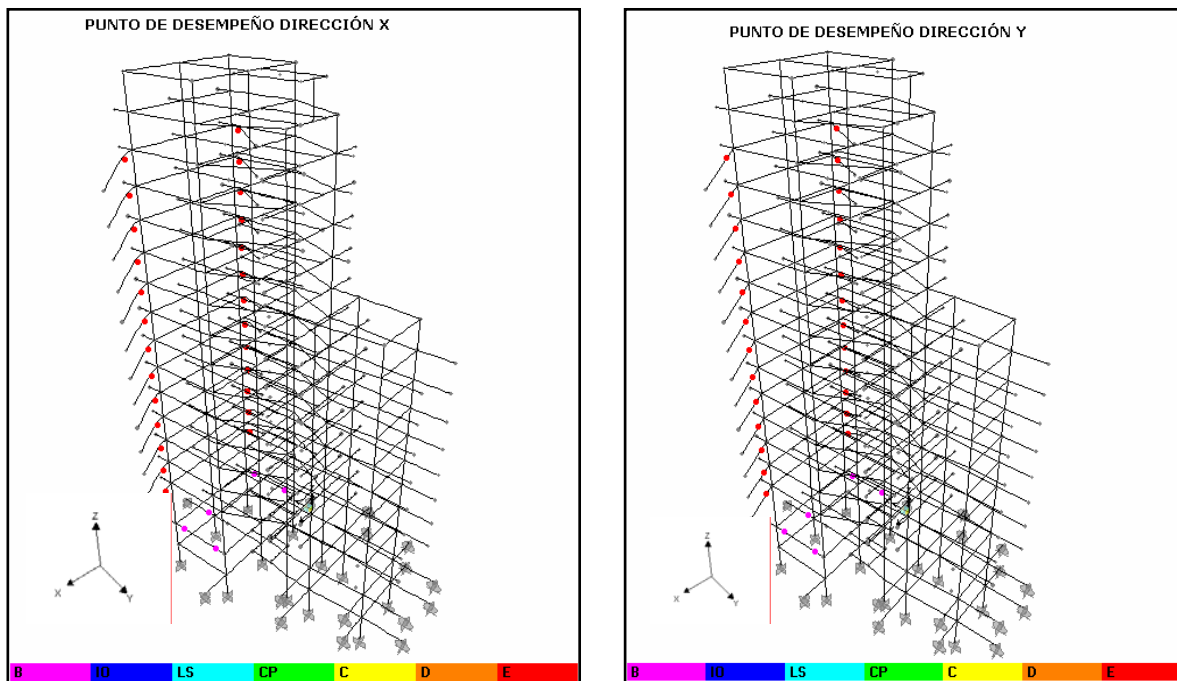 PUNTO DE DESEMPEÑO DIRECCIÓN X
Z
X
Y
B IO LS CP C D E
PUNTO DE DESEMPEÑO DIRECCIÓN Y
Z
X
Y
B IO LS CP C D E